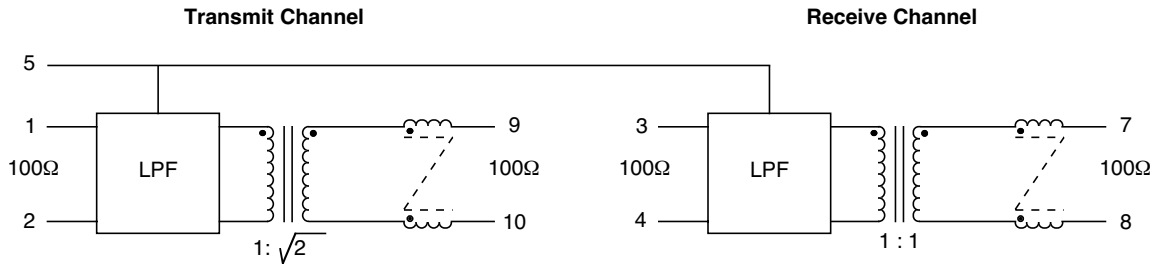 Transmit Channel
Receive Channel
5
1
100Ω
2
LPF
1: √2
9
100Ω
10
3
100Ω
4
LPF
1 : 1
7
100Ω
8